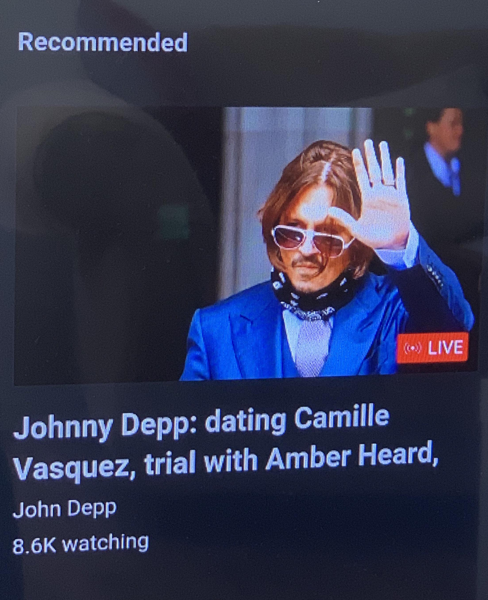 Recommended
LIVE
Johnny Depp: dating Camille
Vasquez, trial with Amber Heard,
John Depp
8.6K watching